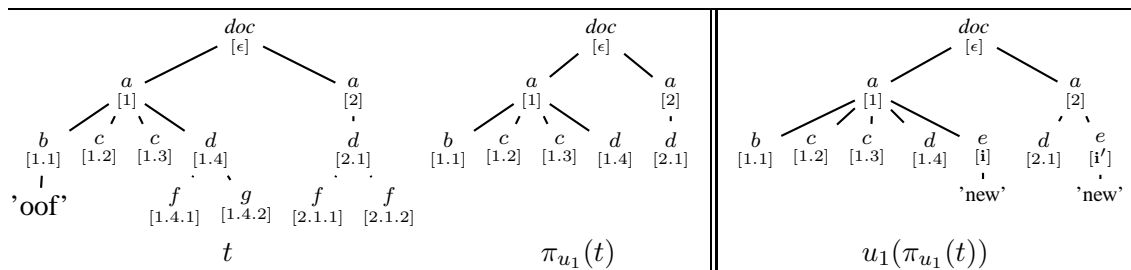 doc doc doc
[ϵ] [ϵ] [ϵ]
a a a a a a
[1] [2] [1] [2] [1] [2]
b c c d d b c c d d b c c d e d e
[1.1] [1.2] [1.3] [1.4] [2.1] [1.1] [1.2] [1.3] [1.4] [2.1] [1.1] [1.2] [1.3] [1.4] [i] [2.1] [i′]
'oof' f g f f 'new' 'new'
[1.4.1] [1.4.2] [2.1.1] [2.1.2]
t π_{u_1}(t) u_1(π_{u_1}(t))